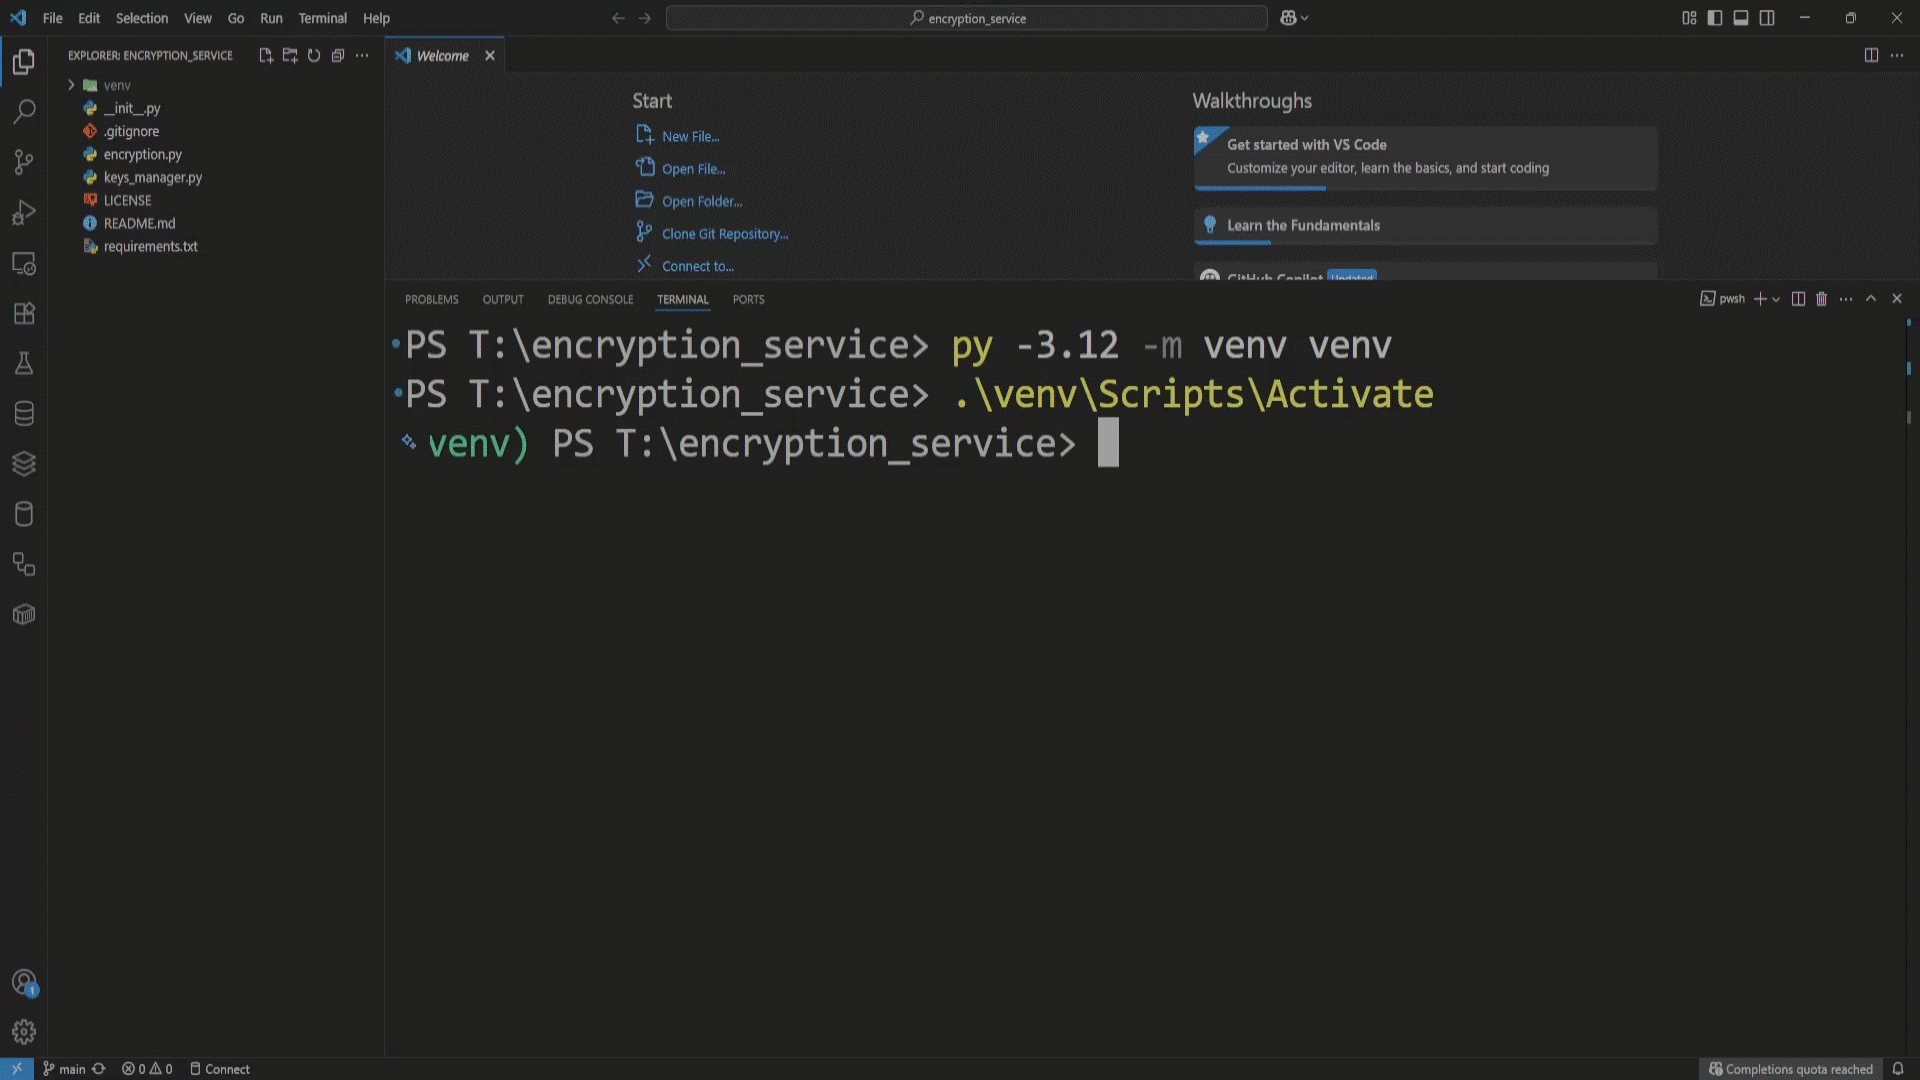 File Edit Selection View Go Run Terminal Help
encryption_service
EXPLORER: ENCRYPTION_SERVICE
venv
__init__.py
.gitignore
encryption.py
keys_manager.py
LICENSE
README.md
requirements.txt
Welcome
Start
New File...
Open File...
Open Folder...
Clone Git Repository...
Connect to...
Walkthroughs
Get started with VS Code
Customize your editor, learn the basics, and start coding
Learn the Fundamentals
GitHub Copilot Updated
PROBLEMS OUTPUT DEBUG CONSOLE TERMINAL PORTS
pwsh
PS T:\encryption_service> py -3.12 -m venv venv
PS T:\encryption_service> .\venv\Scripts\Activate
venv) PS T:\encryption_service>
1
main 0 0 Connect
Completions quota reached